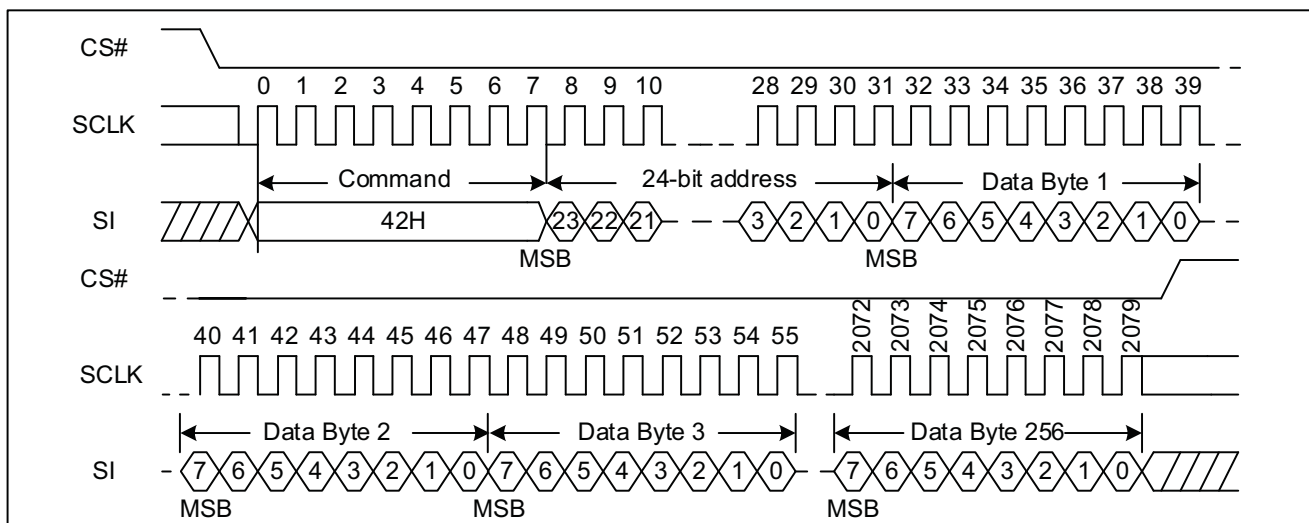 CS#
0 1 2 3 4 5 6 7 8 9 10 28 29 30 31 32 33 34 35 36 37 38 39
SCLK
Command 24-bit address Data Byte 1
SI 42H 23 22 21 3 2 1 0 7 6 5 4 3 2 1 0
MSB MSB
CS#
40 41 42 43 44 45 46 47 48 49 50 51 52 53 54 55 2072 2073 2074 2075 2076 2077 2078 2079
SCLK
Data Byte 2 Data Byte 3 Data Byte 256
SI 7 6 5 4 3 2 1 0 7 6 5 4 3 2 1 0 7 6 5 4 3 2 1 0
MSB MSB MSB